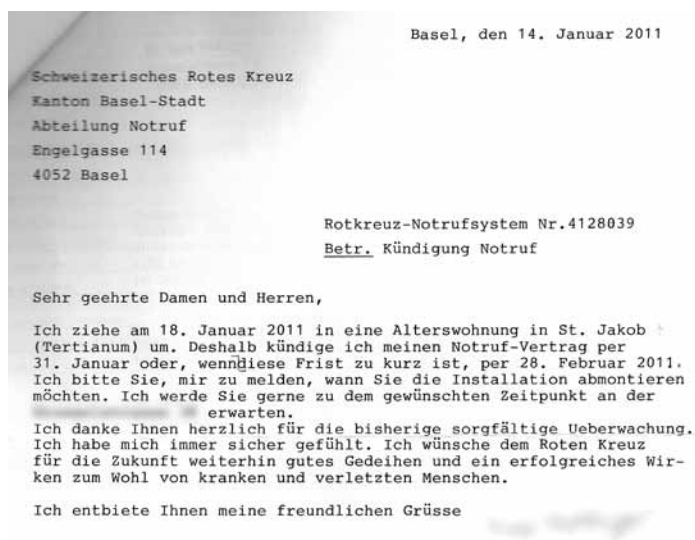 Basel, den 14. Januar 2011
Schweizerisches Rotes Kreuz
Kanton Basel-Stadt
Abteilung Notruf
Engelgasse 114
4052 Basel
Rotkreuz-Notrufsystem Nr.4128039
Betr. Kündigung Notruf
Sehr geehrte Damen und Herren,
Ich ziehe am 18. Januar 2011 in eine Alterswohnung in St. Jakob
(Tertianum) um. Deshalb kündige ich meinen Notruf-Vertrag per
31. Januar oder, wenn diese Frist zu kurz ist, per 28. Februar 2011.
Ich bitte Sie, mir zu melden, wann Sie die Installation abmontieren
möchten. Ich werde Sie gerne zu dem gewünschten Zeitpunkt an der
erwarten.
Ich danke Ihnen herzlich für die bisherige sorgfältige Ueberwachung.
Ich habe mich immer sicher gefühlt. Ich wünsche dem Roten Kreuz
für die Zukunft weiterhin gutes Gedeihen und ein erfolgreiches Wir-
ken zum Wohl von kranken und verletzten Menschen.
Ich entbiete Ihnen meine freundlichen Grüsse